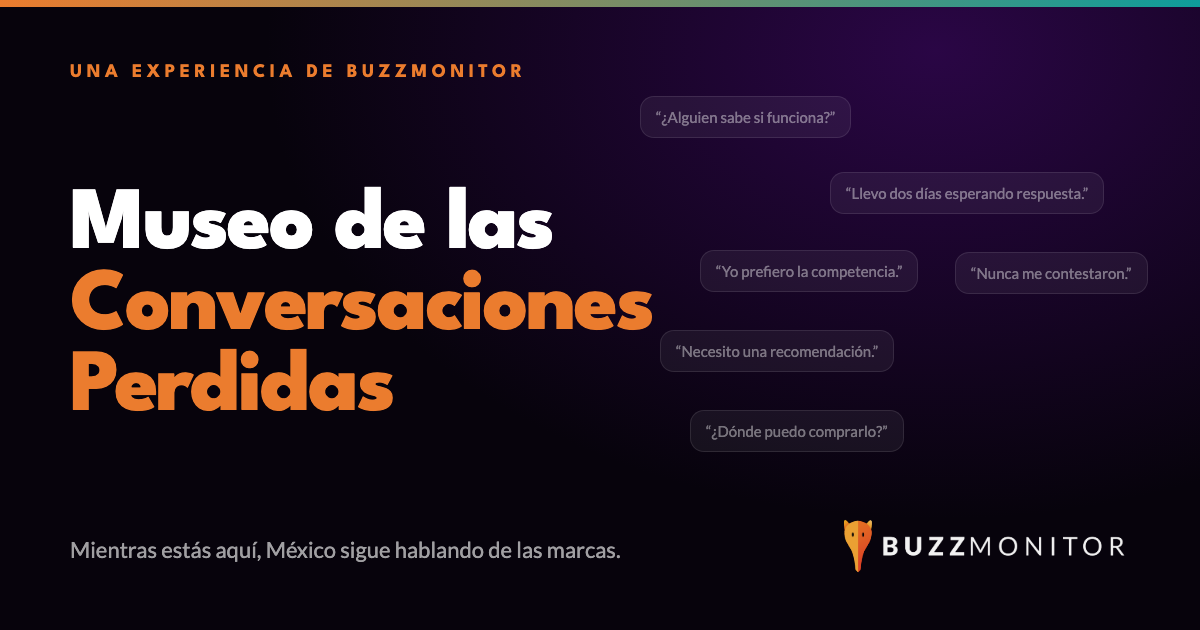 UNA EXPERIENCIA DE BUZZMONITOR
“¿Alguien sabe si funciona?”
“Llevo dos días esperando respuesta.”
Museo de las
Conversaciones
Perdidas
“Yo prefiero la competencia.”
“Nunca me contestaron.”
“Necesito una recomendación.”
“¿Dónde puedo comprarlo?”
Mientras estás aquí, México sigue hablando de las marcas.
BUZZMONITOR